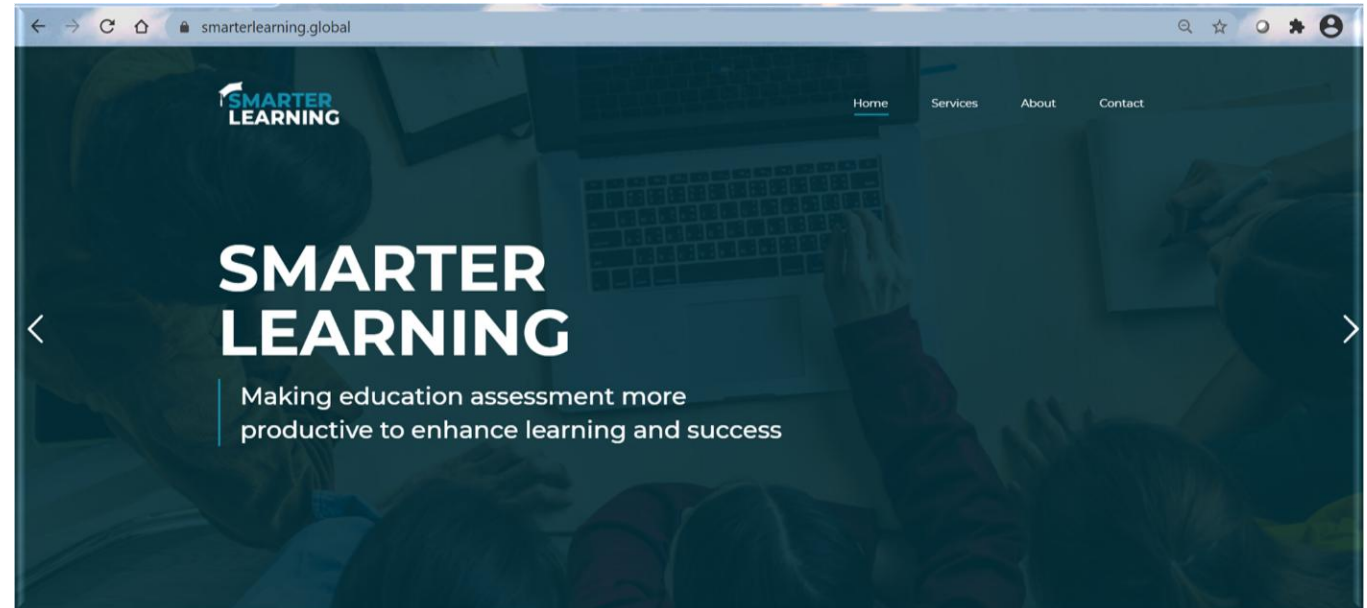 smarterlearning.global
SMARTER
LEARNING
Home Services About Contact
SMARTER
LEARNING
Making education assessment more
productive to enhance learning and success